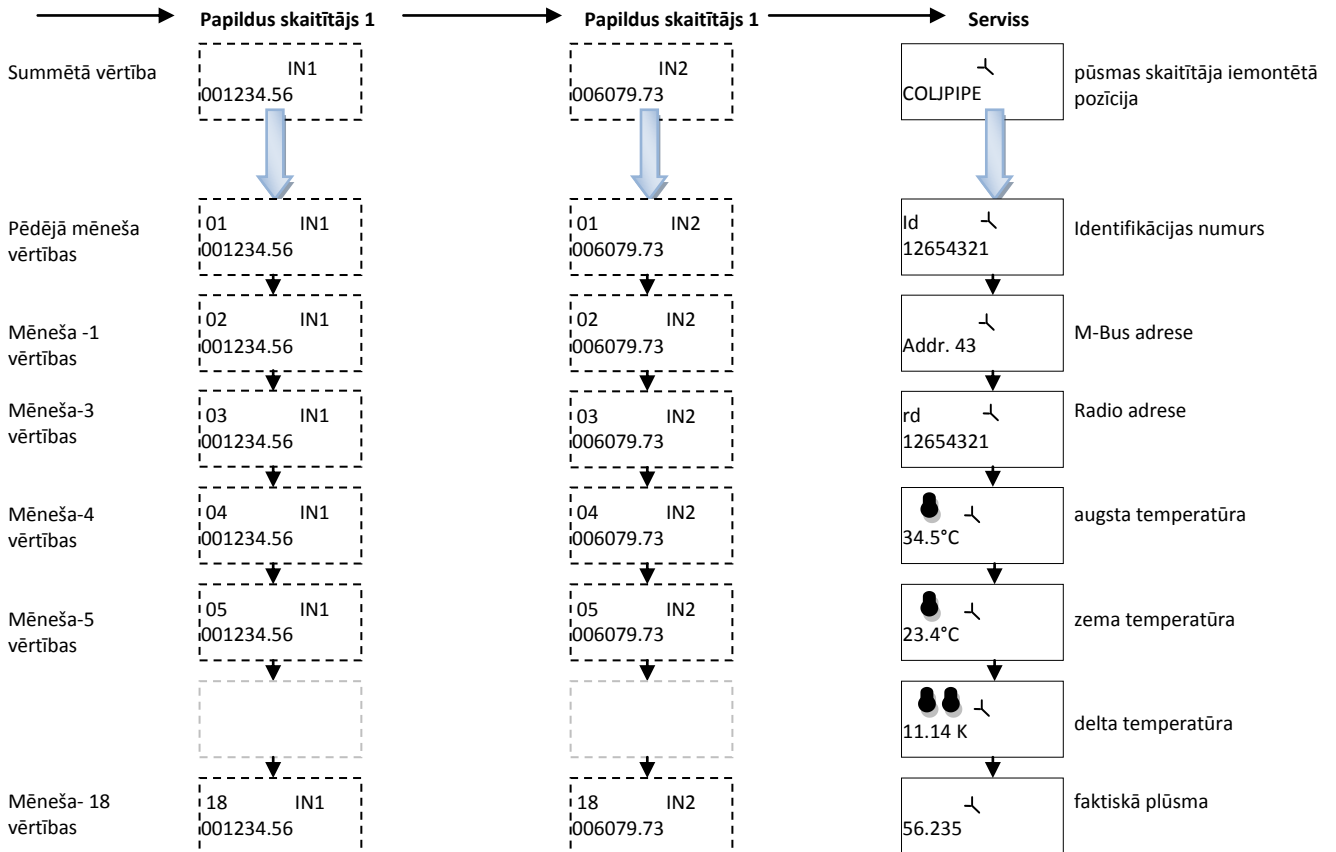 Papildus skaitītājs 1 Papildus skaitītājs 1 Serviss
Summētā vērtība
IN1
001234.56
IN2
006079.73
COLJPIPE
pūsmas skaitītāja iemontētā
pozīcija
Pēdējā mēneša
vērtības
01 IN1
001234.56
01 IN2
006079.73
Id
12654321
Identifikācijas numurs
Mēneša -1
vērtības
02 IN1
001234.56
02 IN2
006079.73
Addr. 43
M-Bus adrese
Mēneša-3
vērtības
03 IN1
001234.56
03 IN2
006079.73
rd
12654321
Radio adrese
Mēneša-4
vērtības
04 IN1
001234.56
04 IN2
006079.73
34.5°C
augsta temperatūra
Mēneša-5
vērtības
05 IN1
001234.56
05 IN2
006079.73
23.4°C
zema temperatūra
11.14 K
delta temperatūra
Mēneša- 18
vērtības
18 IN1
001234.56
18 IN2
006079.73
56.235
faktiskā plūsma